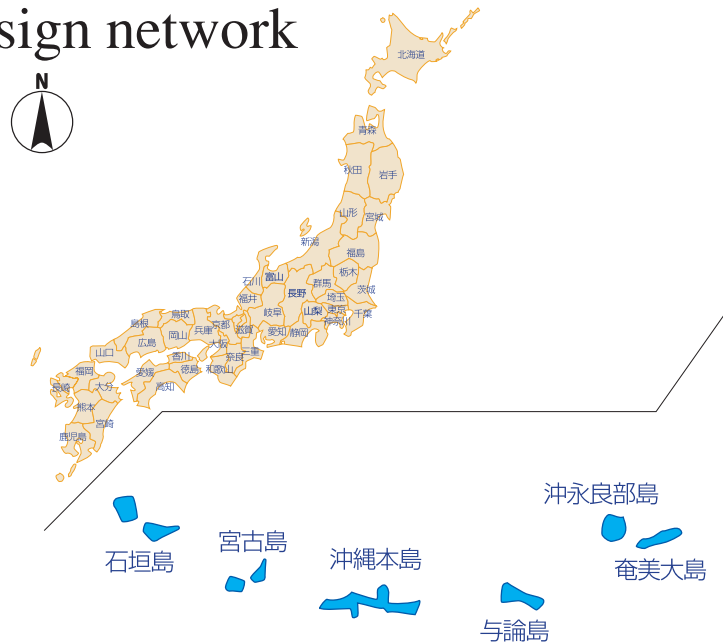 sign network
N
北海道
青森
秋田
岩手
山形
宮城
新潟
福島
石川
富山
栃木
群馬
長野
茨城
福井
埼玉
岐阜
山梨
東京
千葉
神奈川
鳥取
島根
京都
岡山
兵庫
滋賀
愛知
静岡
広島
大阪
三重
山口
香川
奈良
福岡
愛媛
徳島
和歌山
長崎
大分
高知
熊本
宮崎
鹿児島
沖永良部島
宮古島
石垣島
沖縄本島
奄美大島
与論島